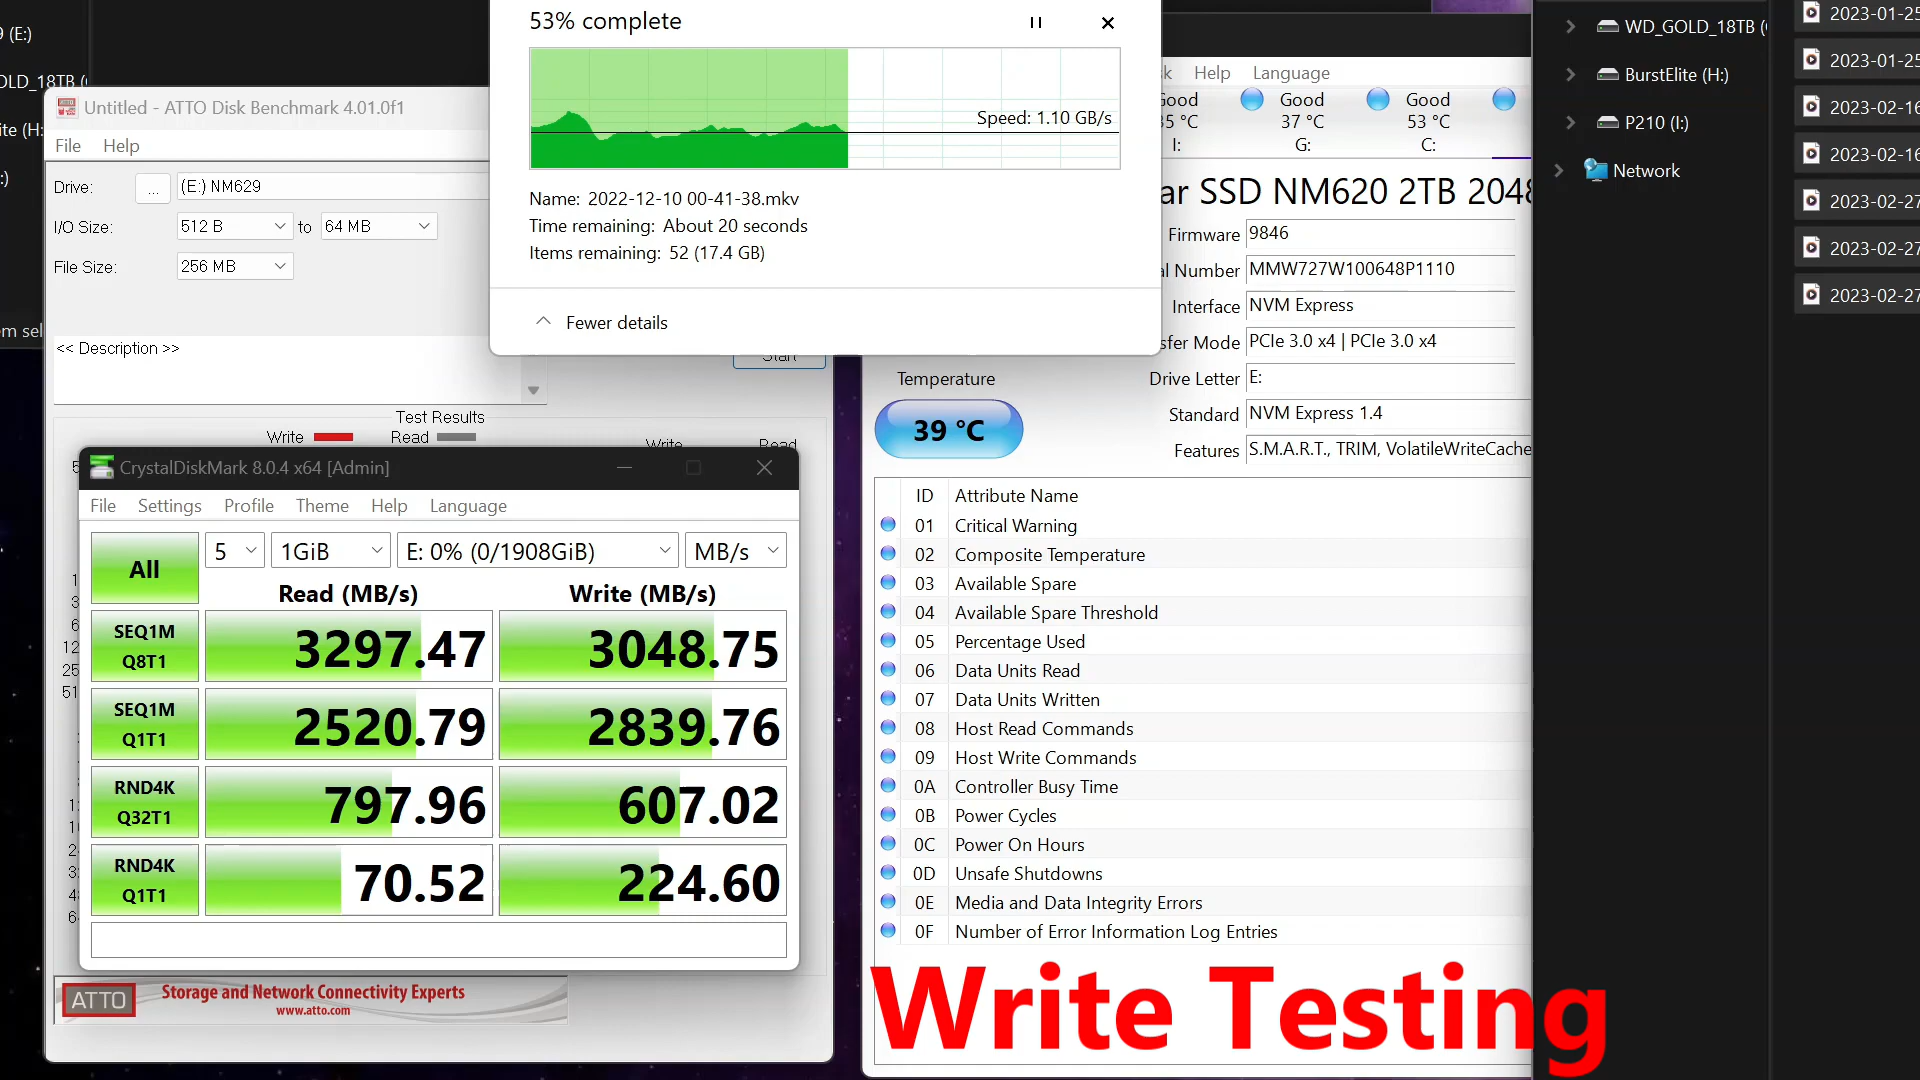 53% complete
Speed: 1.10 GB/s
Name: 2022-12-10 00-41-38.mkv
Time remaining: About 20 seconds
Items remaining: 52 (17.4 GB)
Fewer details
(E:)
Untitled - ATTO Disk Benchmark 4.01.0f1
File Help
Drive: ... (E:) NM629
I/O Size: 512 B to 64 MB
File Size: 256 MB
<< Description >>
Start
Test Results
Write Read
Write Read
CrystalDiskMark 8.0.4 x64 [Admin]
File Settings Profile Theme Help Language
All 5 1GiB E: 0% (0/1908GiB) MB/s
Read (MB/s) Write (MB/s)
SEQ1M
Q8T1
3297.47 3048.75
SEQ1M
Q1T1
2520.79 2839.76
RND4K
Q32T1
797.96 607.02
RND4K
Q1T1
70.52 224.60
ATTO Storage and Network Connectivity Experts
www.atto.com
Help Language
Good Good Good
35 °C 37 °C 53 °C
I: G: C:
SSD NM620 2TB 2048
Firmware 9846
Number MMW727W100648P1110
Interface NVM Express
Mode PCIe 3.0 x4 | PCIe 3.0 x4
Temperature
39 °C
Drive Letter E:
Standard NVM Express 1.4
Features S.M.A.R.T., TRIM, VolatileWriteCache
ID Attribute Name
01 Critical Warning
02 Composite Temperature
03 Available Spare
04 Available Spare Threshold
05 Percentage Used
06 Data Units Read
07 Data Units Written
08 Host Read Commands
09 Host Write Commands
0A Controller Busy Time
0B Power Cycles
0C Power On Hours
0D Unsafe Shutdowns
0E Media and Data Integrity Errors
0F Number of Error Information Log Entries
Write Testing
WD_GOLD_18TB
BurstElite (H:)
P210 (I:)
Network
2023-01-25
2023-01-25
2023-02-16
2023-02-16
2023-02-27
2023-02-27
2023-02-27